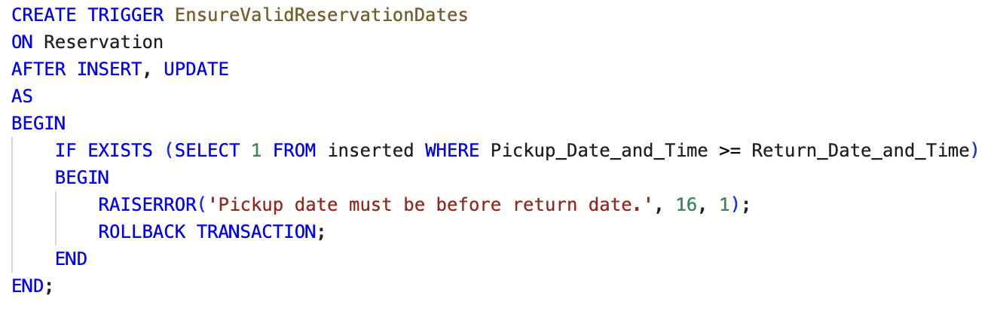 CREATE TRIGGER EnsureValidReservationDates
ON Reservation
AFTER INSERT, UPDATE
AS
BEGIN
    IF EXISTS (SELECT 1 FROM inserted WHERE Pickup_Date_and_Time >= Return_Date_and_Time)
    BEGIN
        RAISERROR('Pickup date must be before return date.', 16, 1);
        ROLLBACK TRANSACTION;
    END
END;